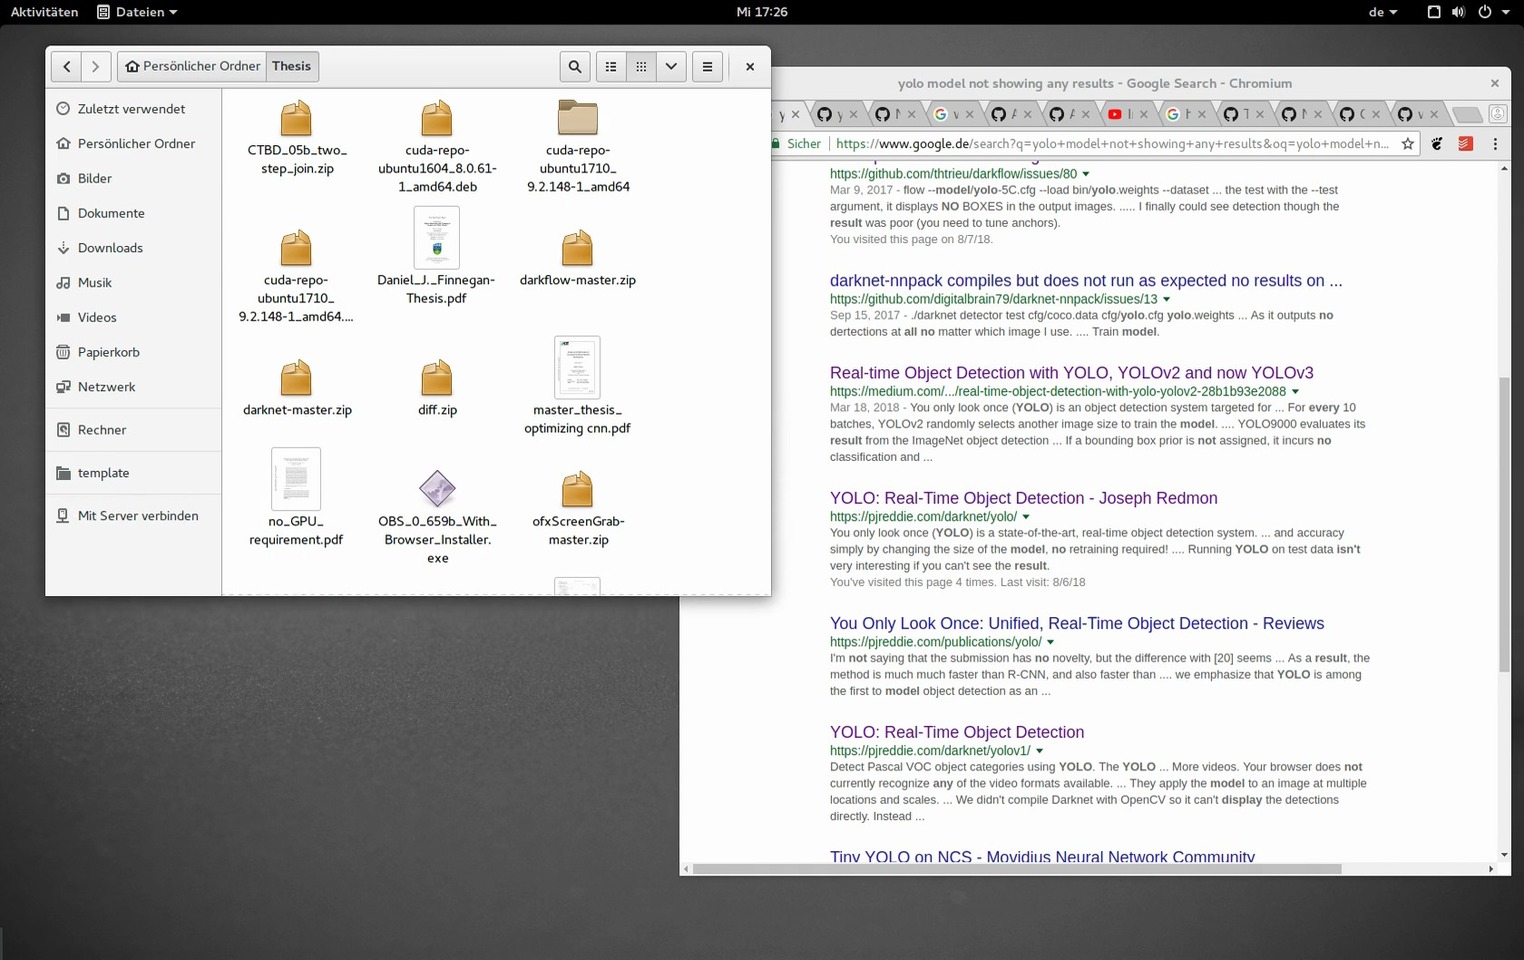 Aktivitäten
Dateien
Mi 17:26
de
Persönlicher Ordner
Thesis
Zuletzt verwendet
Persönlicher Ordner
Bilder
Dokumente
Downloads
Musik
Videos
Papierkorb
Netzwerk
Rechner
template
Mit Server verbinden
CTBD_05b_two_
step_join.zip
cuda-repo-
ubuntu1604_8.0.61-
1_amd64.deb
cuda-repo-
ubuntu1710_
9.2.148-1_amd64
cuda-repo-
ubuntu1710_
9.2.148-1_amd64....
Daniel_J._Finnegan-
Thesis.pdf
darkflow-master.zip
darknet-master.zip
diff.zip
master_thesis_
optimizing cnn.pdf
no_GPU_
requirement.pdf
OBS_0_659b_With_
Browser_Installer.
exe
ofxScreenGrab-
master.zip
yolo model not showing any results - Google Search - Chromium
Sicher
https://www.google.de/search?q=yolo+model+not+showing+any+results&oq=yolo+model+n...
https://github.com/thtrieu/darkflow/issues/80
Mar 9, 2017 - flow --model/yolo-5C.cfg --load bin/yolo.weights --dataset ... the test with the --test
argument, it displays NO BOXES in the output images. ..... I finally could see detection though the
result was poor (you need to tune anchors).
You visited this page on 8/7/18.
darknet-nnpack compiles but does not run as expected no results on ...
https://github.com/digitalbrain79/darknet-nnpack/issues/13
Sep 15, 2017 - ./darknet detector test cfg/coco.data cfg/yolo.cfg yolo.weights ... As it outputs no
dertections at all no matter which image I use. .... Train model.
Real-time Object Detection with YOLO, YOLOv2 and now YOLOv3
https://medium.com/.../real-time-object-detection-with-yolo-yolov2-28b1b93e2088
Mar 18, 2018 - You only look once (YOLO) is an object detection system targeted for ... For every 10
batches, YOLOv2 randomly selects another image size to train the model. .... YOLO9000 evaluates its
result from the ImageNet object detection ... If a bounding box prior is not assigned, it incurs no
classification and ...
YOLO: Real-Time Object Detection - Joseph Redmon
https://pjreddie.com/darknet/yolo/
You only look once (YOLO) is a state-of-the-art, real-time object detection system. ... and accuracy
simply by changing the size of the model, no retraining required! .... Running YOLO on test data isn't
very interesting if you can't see the result.
You've visited this page 4 times. Last visit: 8/6/18
You Only Look Once: Unified, Real-Time Object Detection - Reviews
https://pjreddie.com/publications/yolo/
I'm not saying that the submission has no novelty, but the difference with [20] seems ... As a result, the
method is much much faster than R-CNN, and also faster than .... we emphasize that YOLO is among
the first to model object detection as an ...
YOLO: Real-Time Object Detection
https://pjreddie.com/darknet/yolov1/
Detect Pascal VOC object categories using YOLO. The YOLO ... More videos. Your browser does not
currently recognize any of the video formats available. ... They apply the model to an image at multiple
locations and scales. ... We didn't compile Darknet with OpenCV so it can't display the detections
directly. Instead ...
Tiny YOLO on NCS - Movidius Neural Network Community